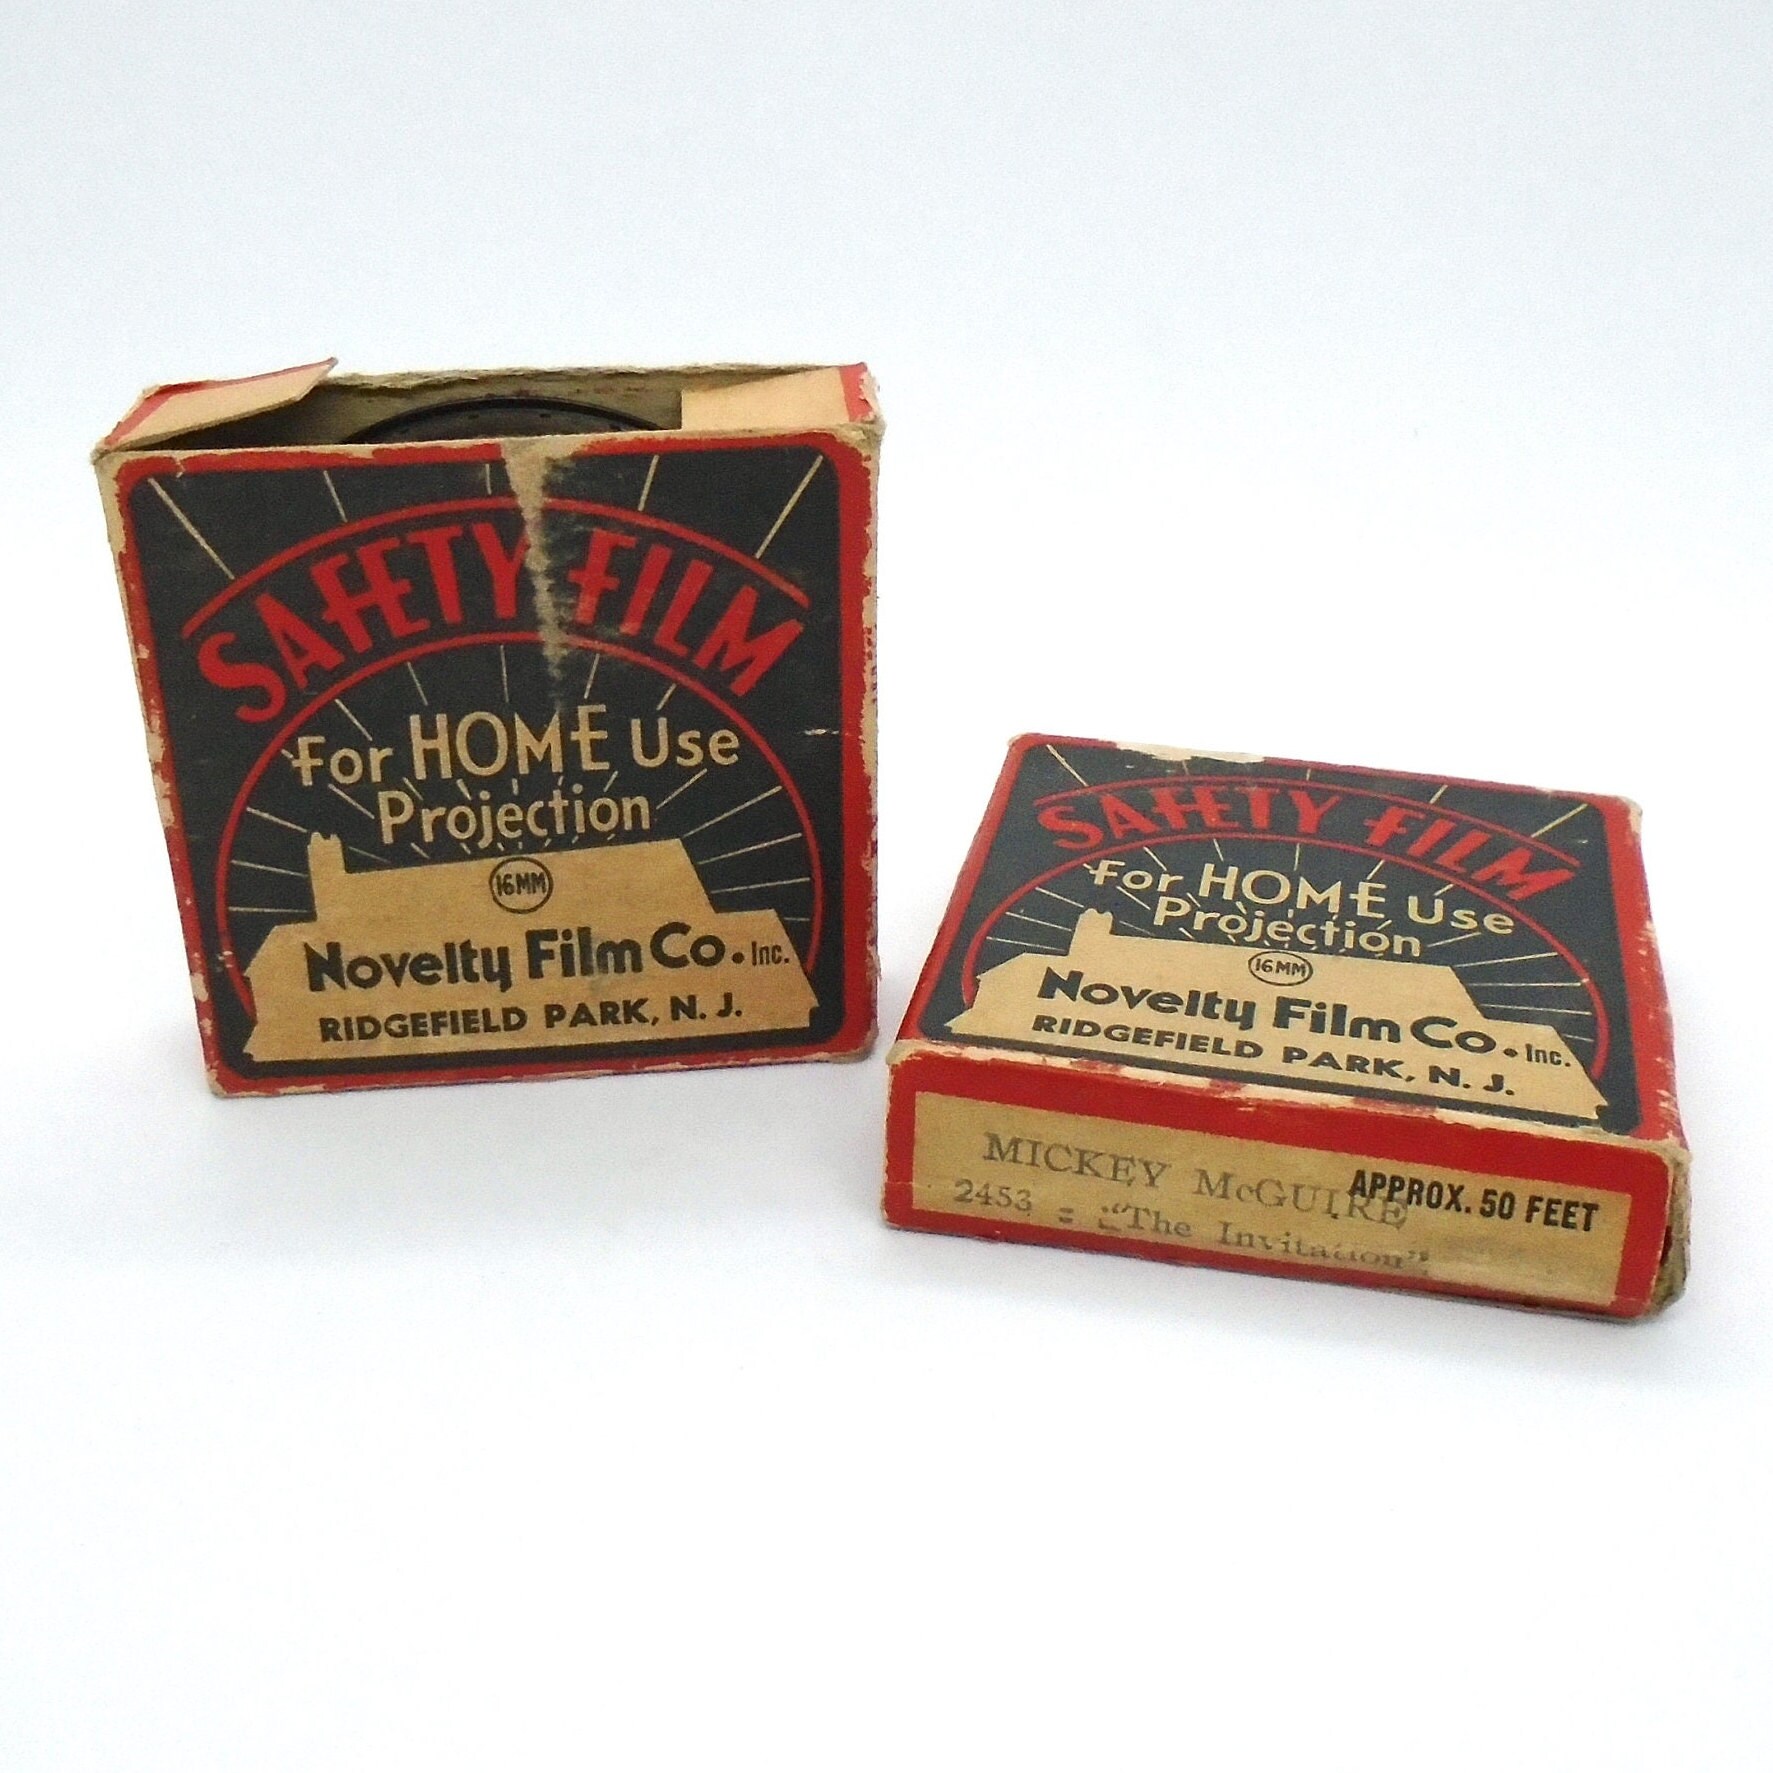 SAFETY FILM
For HOME Use
Projection
16MM
Novelty Film Co. Inc.
RIDGEFIELD PARK, N. J.
SAFETY FILM
For HOME Use
Projection
16MM
Novelty Film Co. Inc.
RIDGEFIELD PARK, N. J.
MICKEY McGUIRE
APPROX. 50 FEET
2453 : "The Invitation"